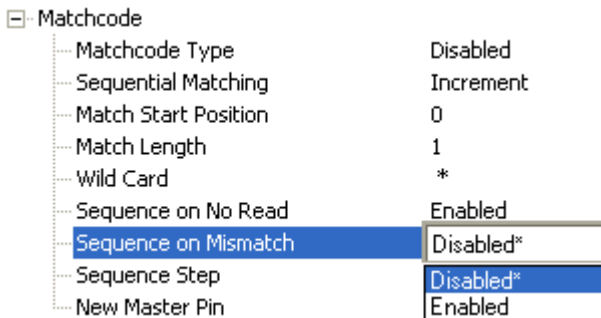 Matchcode
Matchcode Type Disabled
Sequential Matching Increment
Match Start Position 0
Match Length 1
Wild Card *
Sequence on No Read Enabled
Sequence on Mismatch Disabled*
Sequence Step Disabled*
New Master Pin Enabled